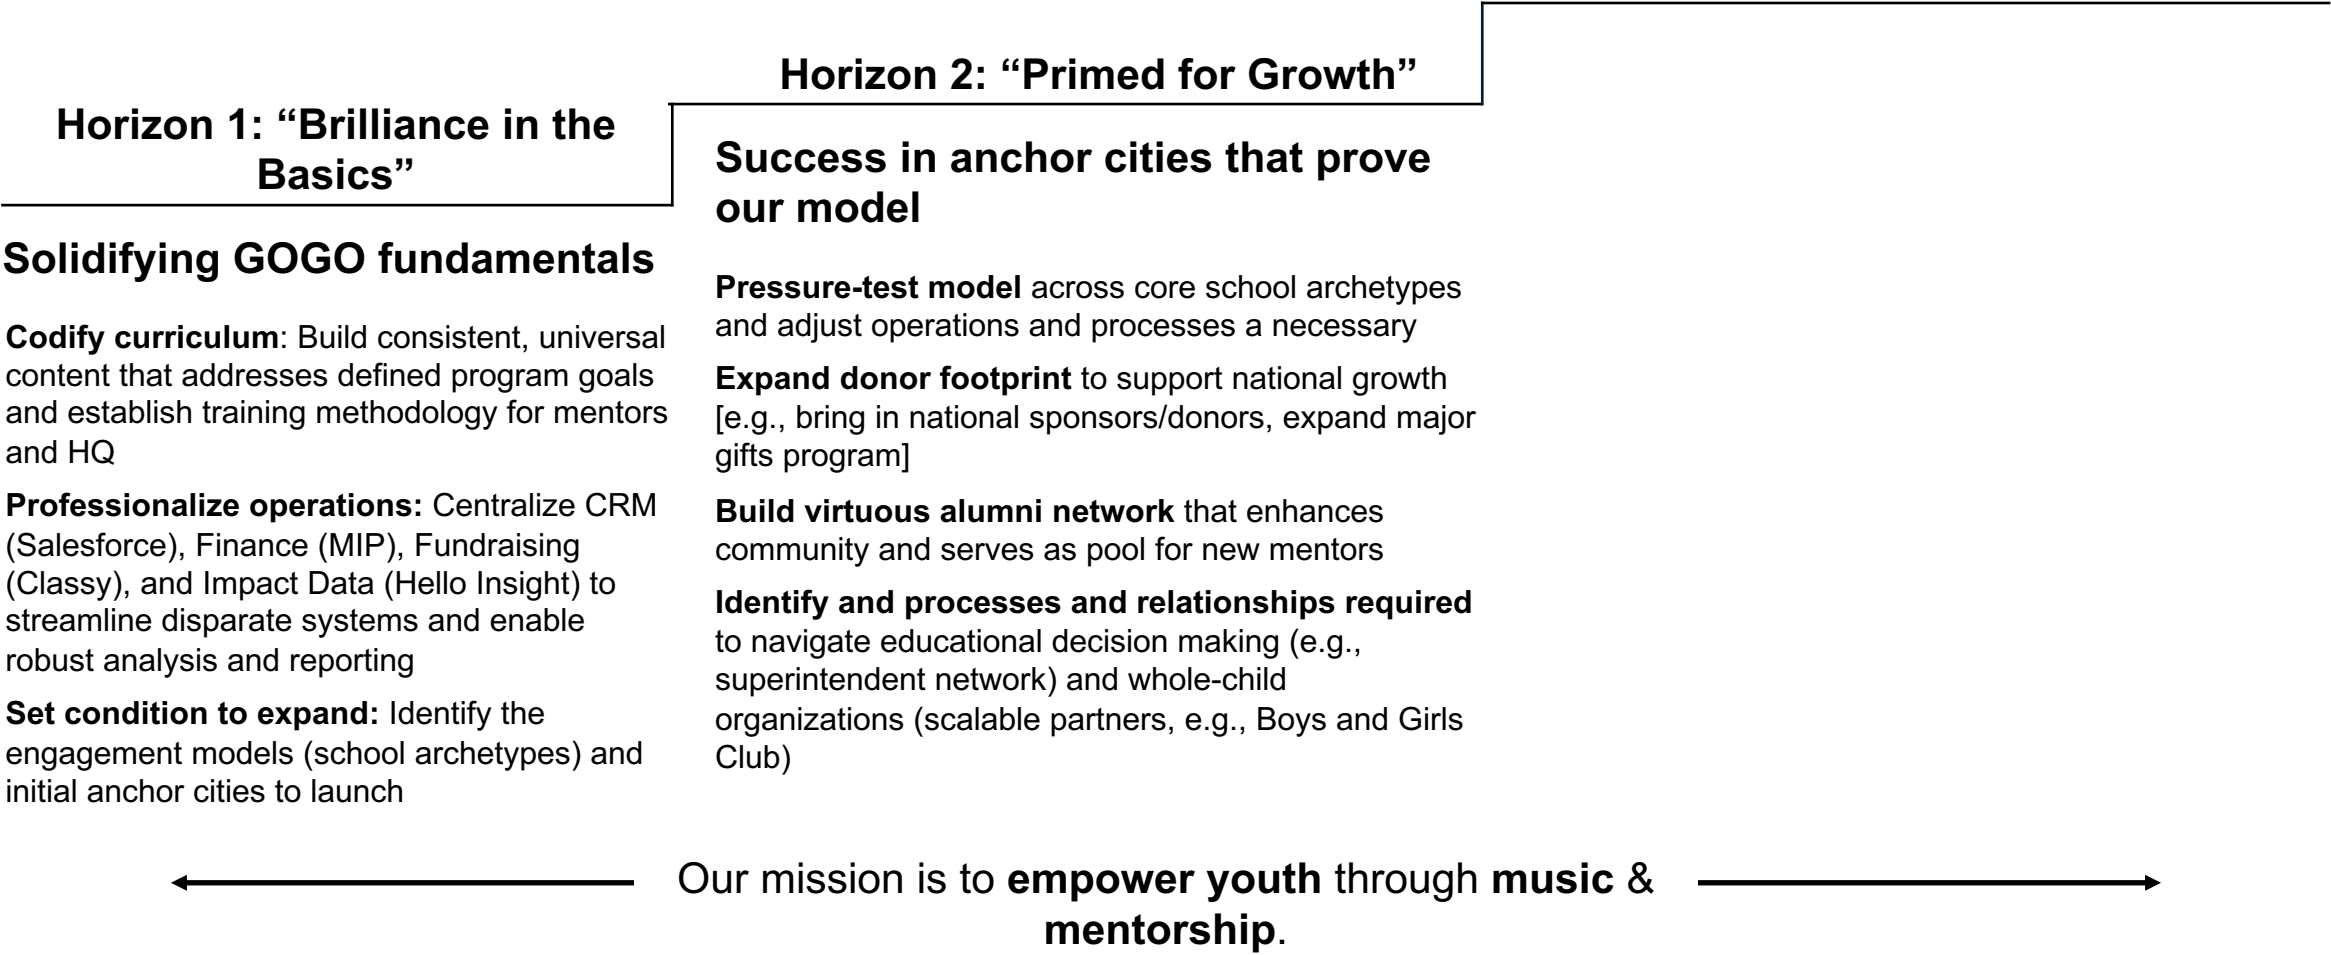 Horizon 1: “Brilliance in the
Basics”
Solidifying GOGO fundamentals
Codify curriculum: Build consistent, universal
content that addresses defined program goals
and establish training methodology for mentors
and HQ
Professionalize operations: Centralize CRM
(Salesforce), Finance (MIP), Fundraising
(Classy), and Impact Data (Hello Insight) to
streamline disparate systems and enable
robust analysis and reporting
Set condition to expand: Identify the
engagement models (school archetypes) and
initial anchor cities to launch
Horizon 2: “Primed for Growth”
Success in anchor cities that prove
our model
Pressure-test model across core school archetypes
and adjust operations and processes a necessary
Expand donor footprint to support national growth
[e.g., bring in national sponsors/donors, expand major
gifts program]
Build virtuous alumni network that enhances
community and serves as pool for new mentors
Identify and processes and relationships required
to navigate educational decision making (e.g.,
superintendent network) and whole-child
organizations (scalable partners, e.g., Boys and Girls
Club)
Our mission is to empower youth through music &
mentorship.